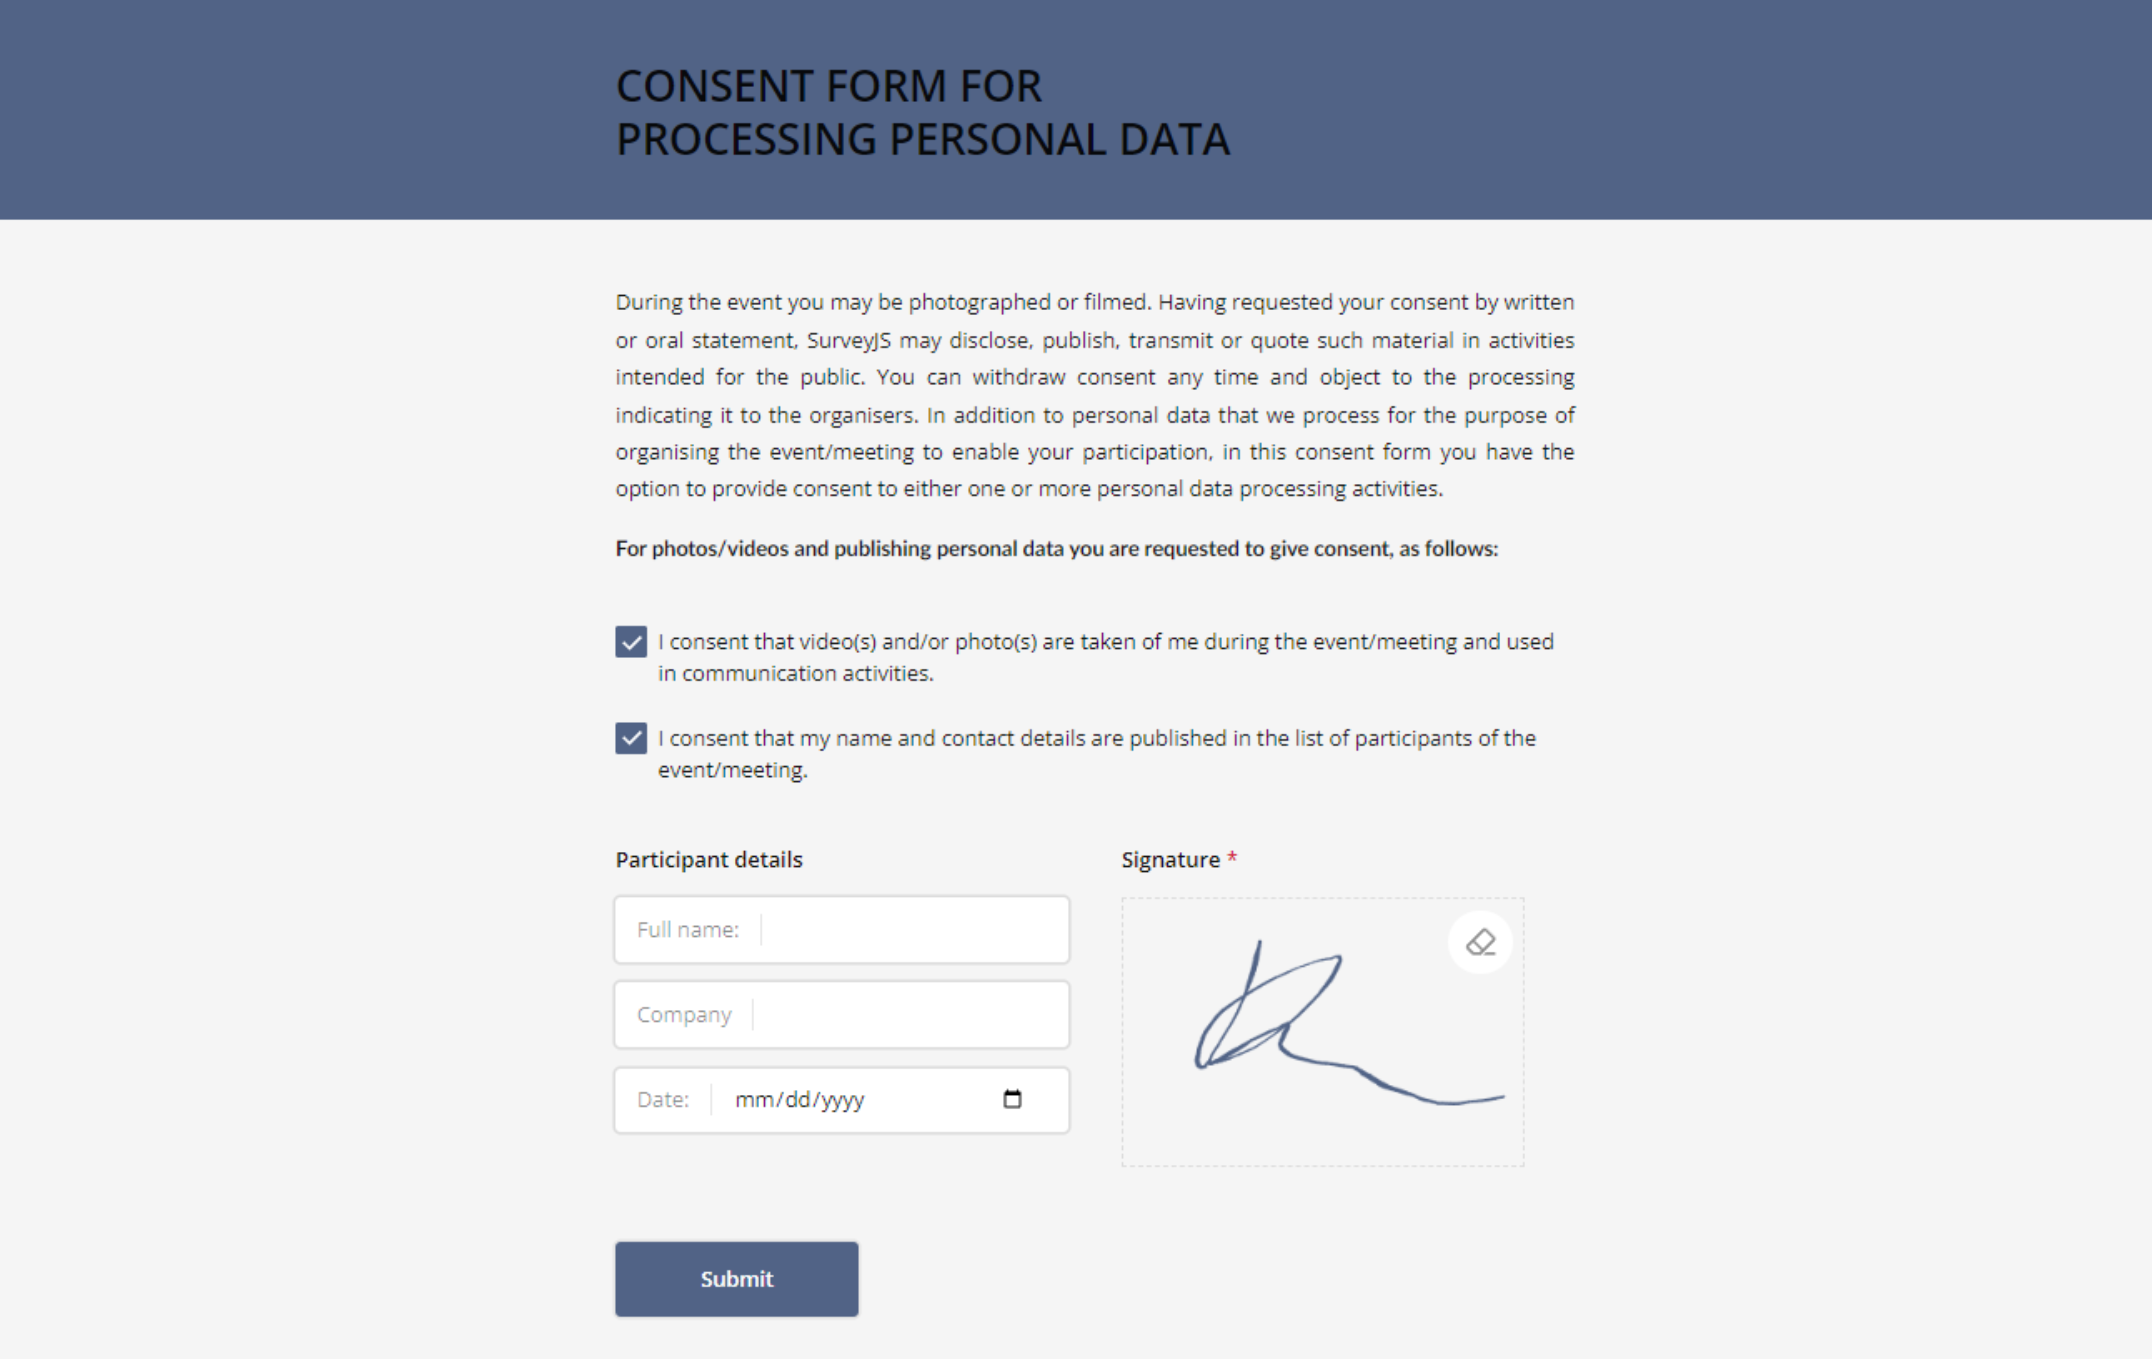 CONSENT FORM FOR
PROCESSING PERSONAL DATA
During the event you may be photographed or filmed. Having requested your consent by written
or oral statement, SurveyJS may disclose, publish, transmit or quote such material in activities
intended for the public. You can withdraw consent any time and object to the processing
indicating it to the organisers. In addition to personal data that we process for the purpose of
organising the event/meeting to enable your participation, in this consent form you have the
option to provide consent to either one or more personal data processing activities.
For photos/videos and publishing personal data you are requested to give consent, as follows:
I consent that video(s) and/or photo(s) are taken of me during the event/meeting and used
in communication activities.
I consent that my name and contact details are published in the list of participants of the
event/meeting.
Participant details
Full name:
Company
Date: mm/dd/yyyy
Signature *
Submit